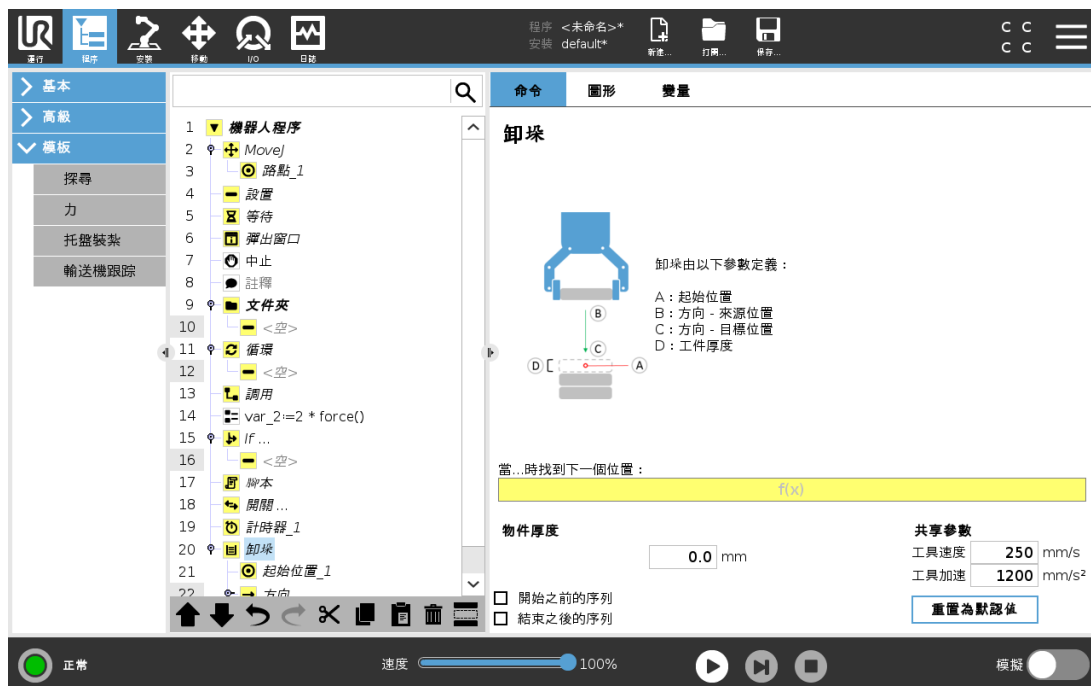 程序 <未命名>*
安裝 default*
新建...
打開...
保存...
C C
C C
運行
程序
安裝
移動
I/O
日誌
基本
高級
模板
探尋
力
托盤裝紮
輸送機跟踪
1 機器人程序
2 MoveJ
3 路點_1
4 設置
5 等待
6 彈出窗口
7 中止
8 註釋
9 文件夾
10 <空>
11 循環
12 <空>
13 調用
14 var_2:=2 * force()
15 If ...
16 <空>
17 腳本
18 開關 ...
19 計時器_1
20 卸垛
21 起始位置_1
22 方向
命令
圖形
變量
卸垛
卸垛由以下參數定義：
A：起始位置
B：方向 - 來源位置
C：方向 - 目標位置
D：工件厚度
B
C
D
A
當...時找到下一個位置：
f(x)
物件厚度
0.0 mm
共享參數
工具速度 250 mm/s
工具加速 1200 mm/s²
開始之前的序列
結束之後的序列
重置為默認值
正常
速度
100%
模擬